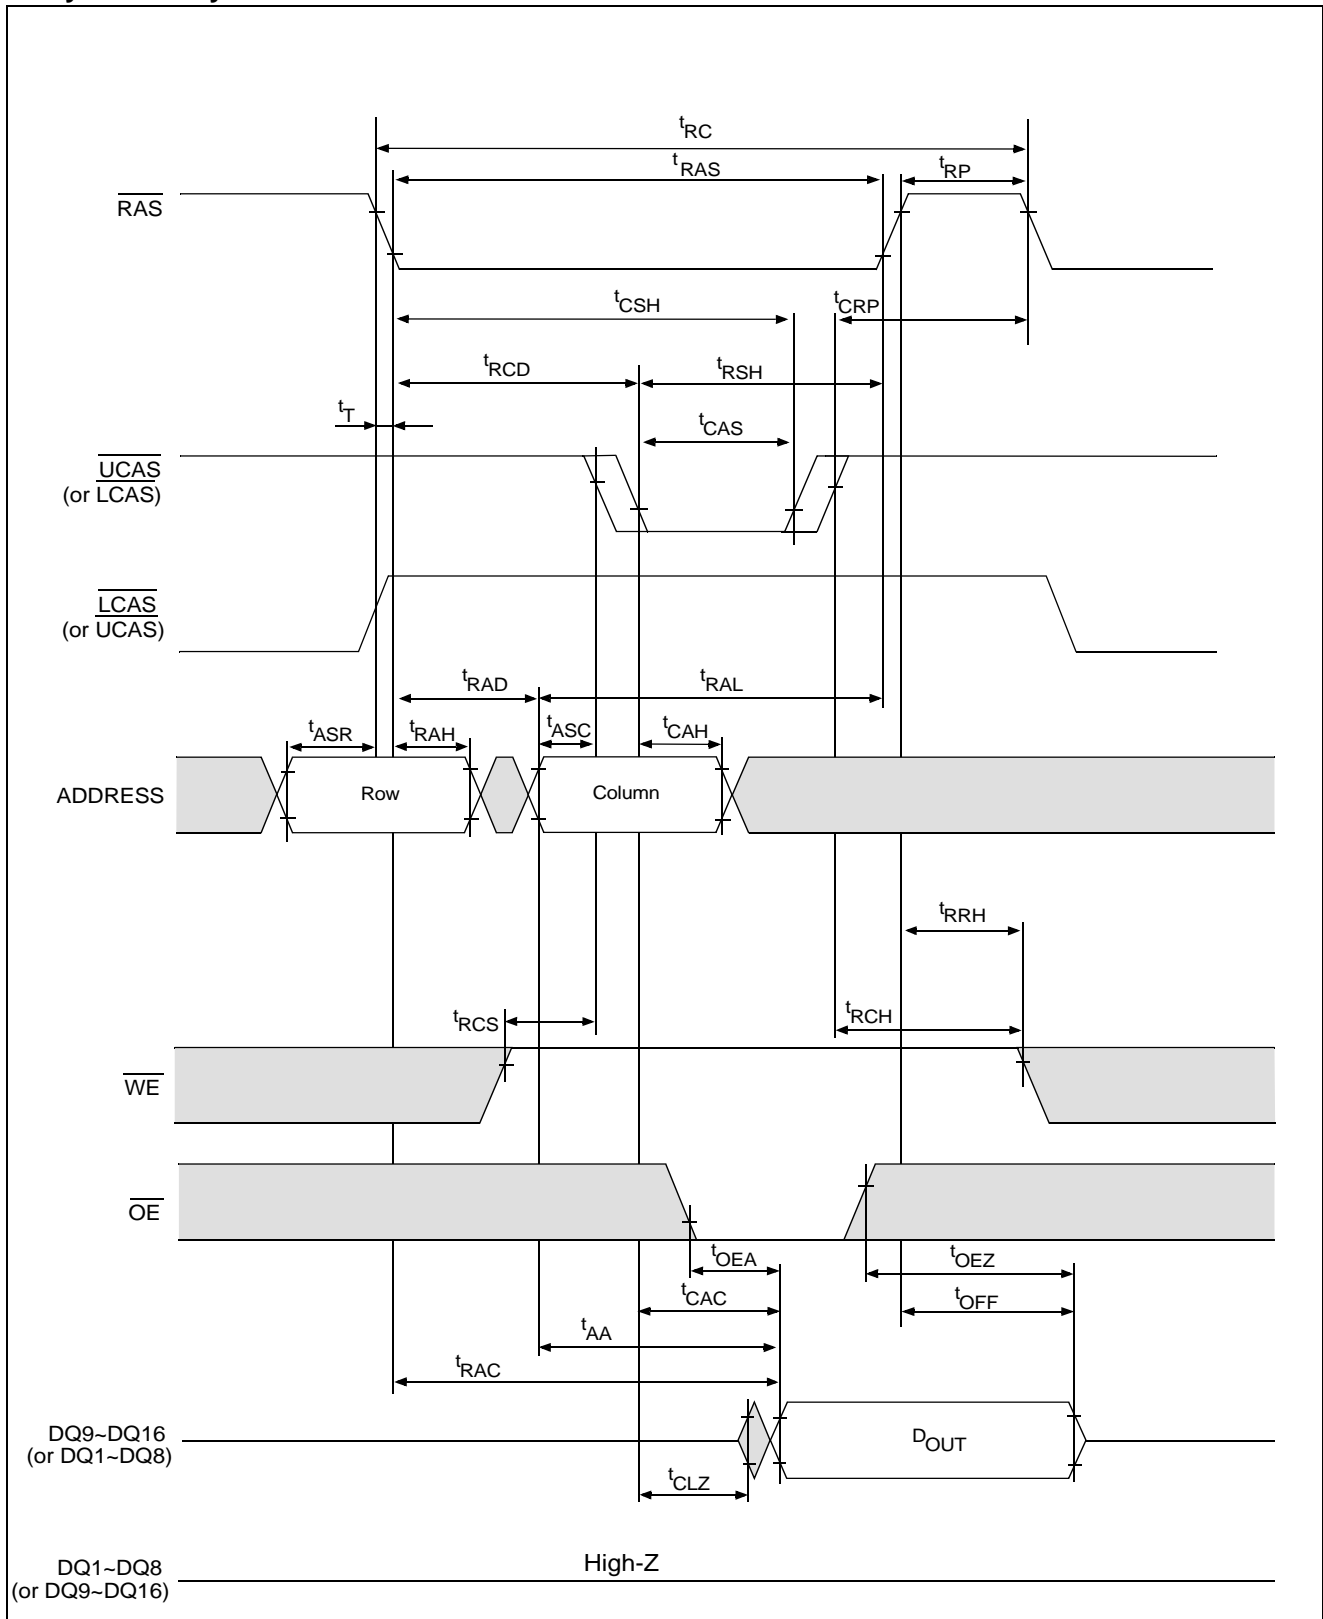 tRC
tRAS
tRP
RAS
tCSH
tCRP
tRCD
tRSH
tT
tCAS
UCAS
(or LCAS)
LCAS
(or UCAS)
tRAD
tRAL
tASR
tRAH
tASC
tCAH
ADDRESS
Row
Column
tRRH
tRCS
tRCH
WE
OE
tOEA
tOEZ
tCAC
tOFF
tAA
tRAC
DQ9~DQ16
(or DQ1~DQ8)
DOUT
tCLZ
High-Z
DQ1~DQ8
(or DQ9~DQ16)